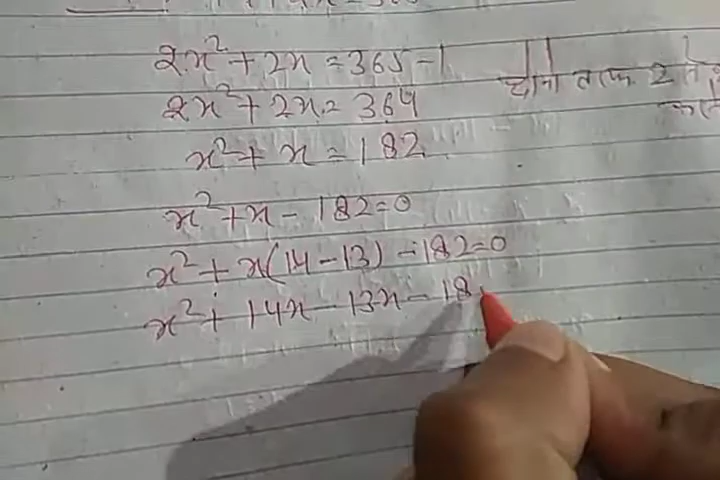 2x² + 2x = 365 - 1
दोनों तरफ 2 से
2x² + 2x = 364
x² + x = 182
x² + x - 182 = 0
x² + x(14 - 13) - 182 = 0
x² + 14x - 13x - 18